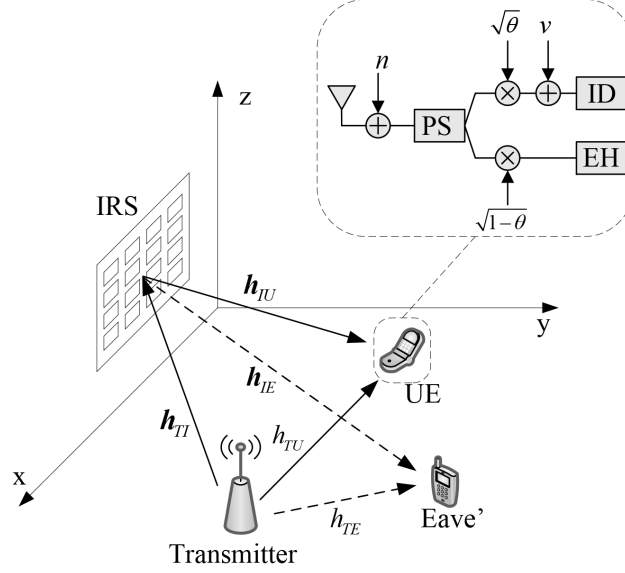 √θ
v
n
PS
ID
EH
√1−θ
z
IRS
h_IU
y
h_IE
UE
h_TI
h_TU
x
h_TE
Eave’
Transmitter